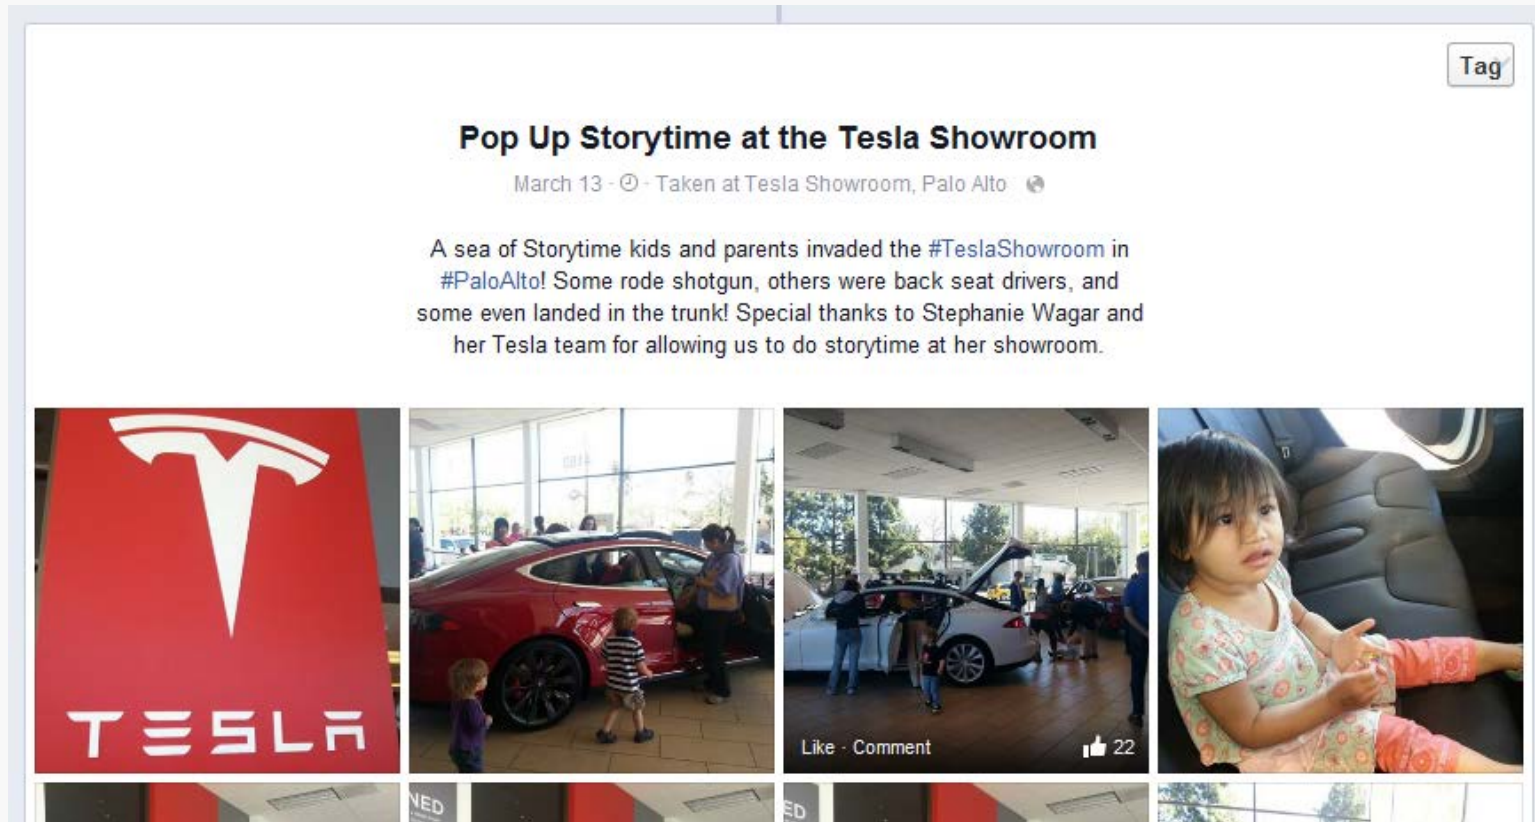 Tag
Pop Up Storytime at the Tesla Showroom
March 13 · Taken at Tesla Showroom, Palo Alto
A sea of Storytime kids and parents invaded the #TeslaShowroom in
#PaloAlto! Some rode shotgun, others were back seat drivers, and
some even landed in the trunk! Special thanks to Stephanie Wagar and
her Tesla team for allowing us to do storytime at her showroom.
TESLA
Like · Comment
22
NED
ED